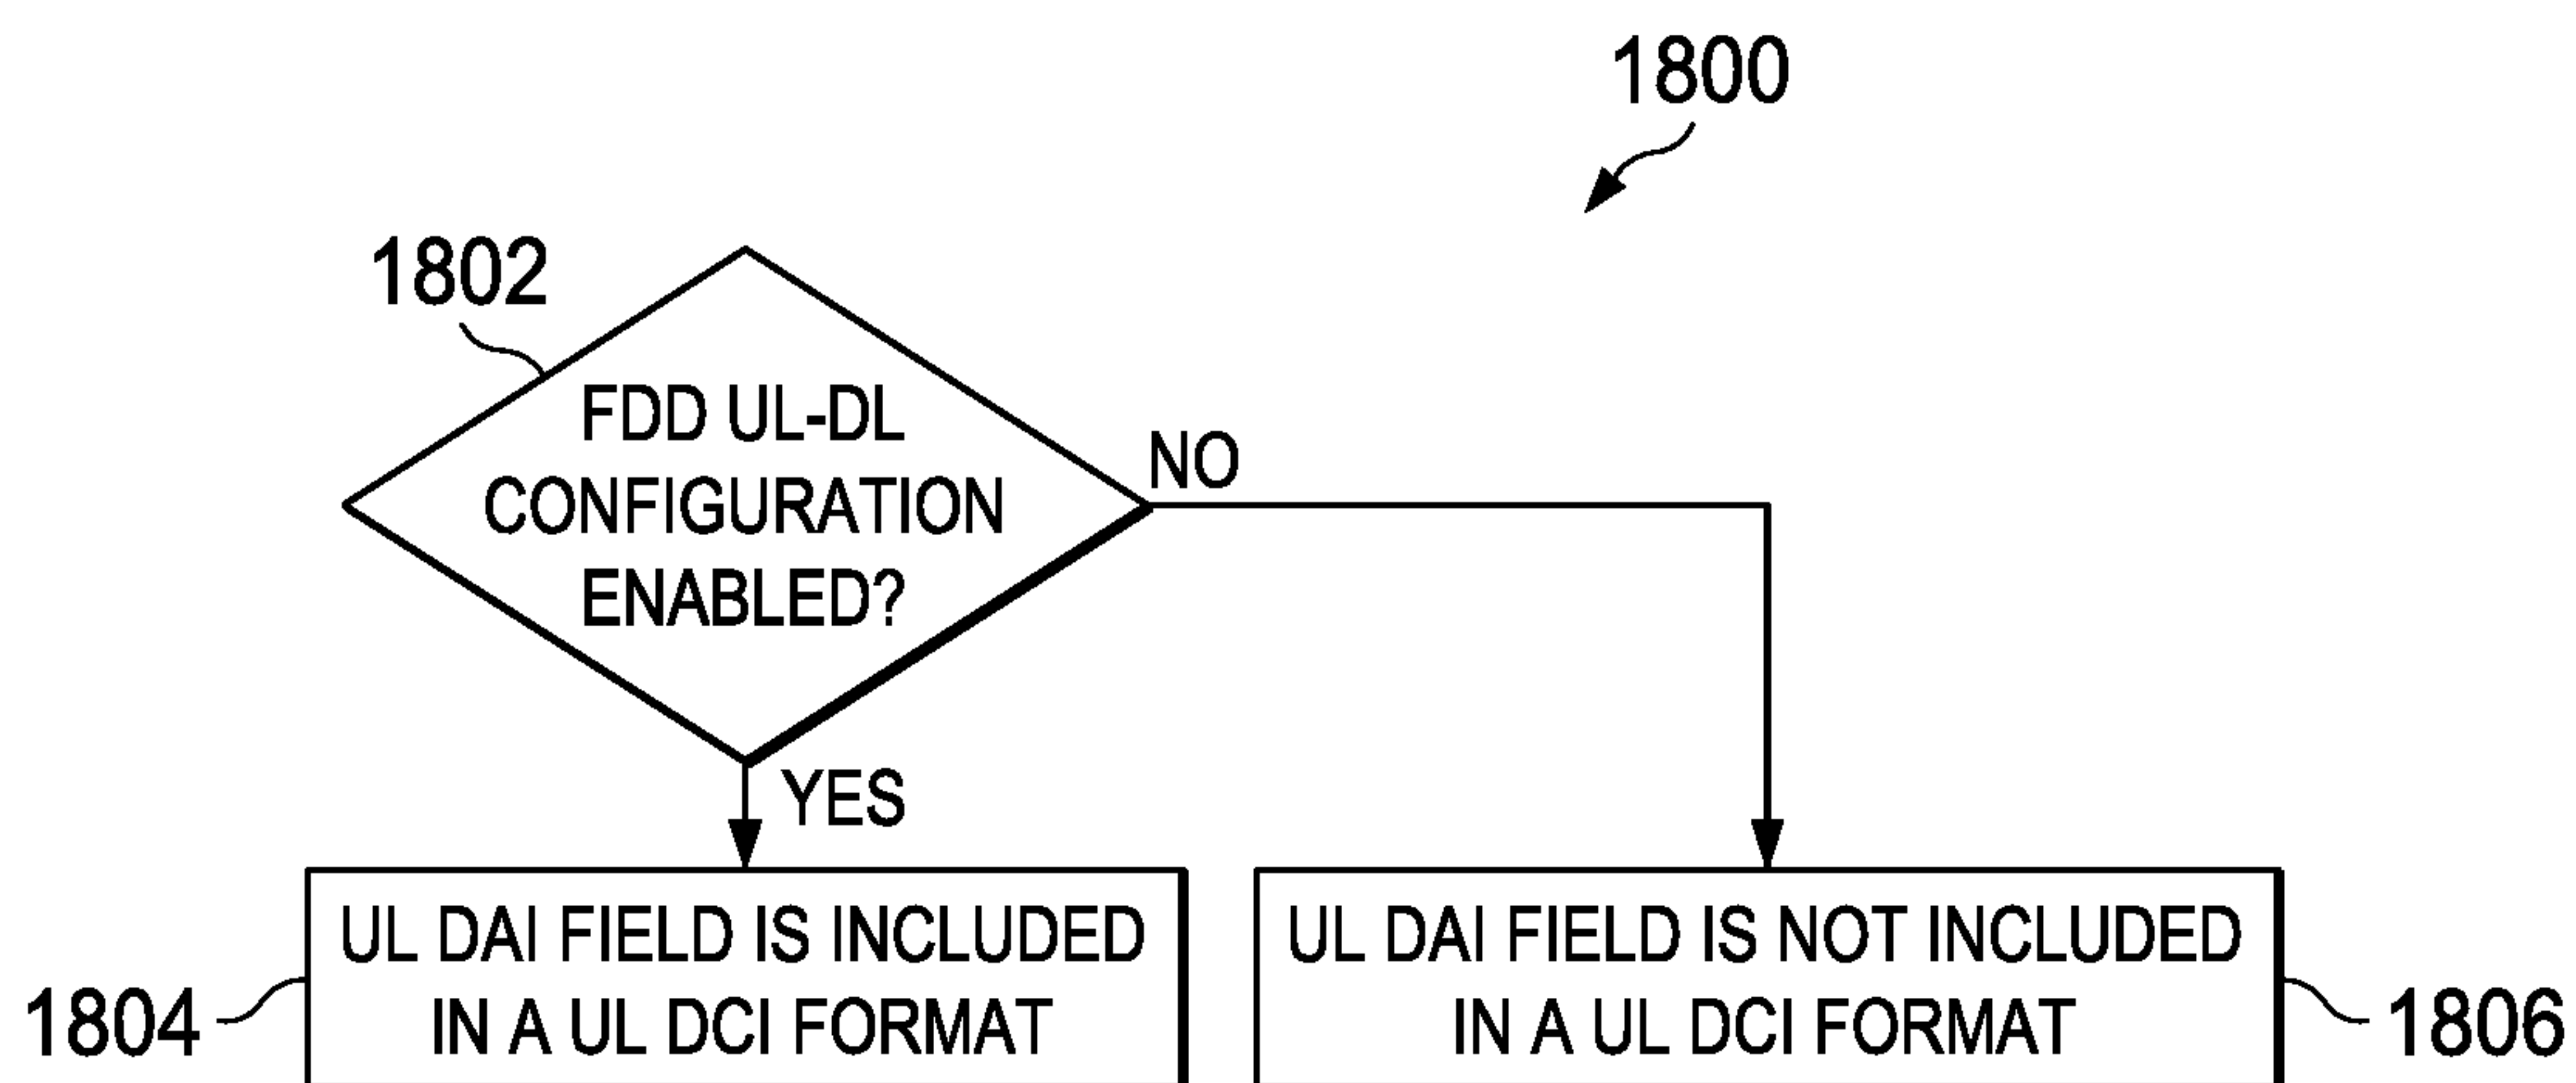 1800
1802
FDD UL-DL
CONFIGURATION
ENABLED?
NO
YES
UL DAI FIELD IS INCLUDED
IN A UL DCI FORMAT
1804
UL DAI FIELD IS NOT INCLUDED
IN A UL DCI FORMAT
1806